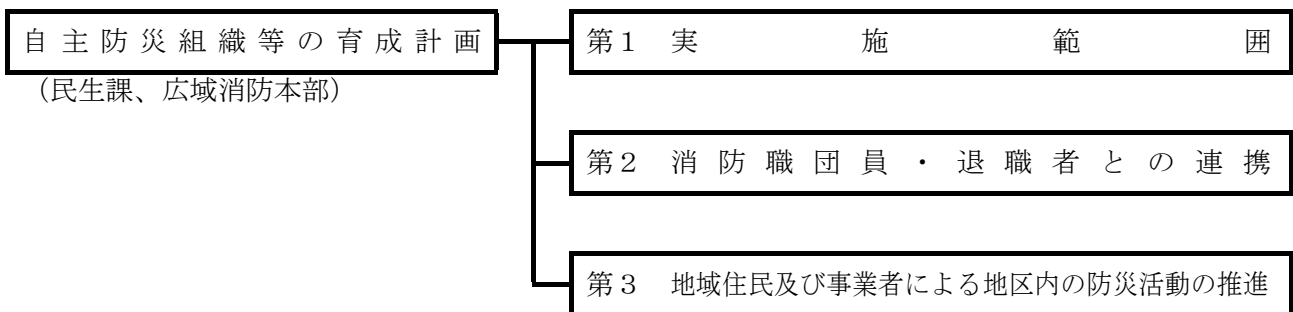 自主防災組織等の育成計画
（民生課、広域消防本部）
第１　実施範囲
第２　消防職団員・退職者との連携
第３　地域住民及び事業者による地区内の防災活動の推進